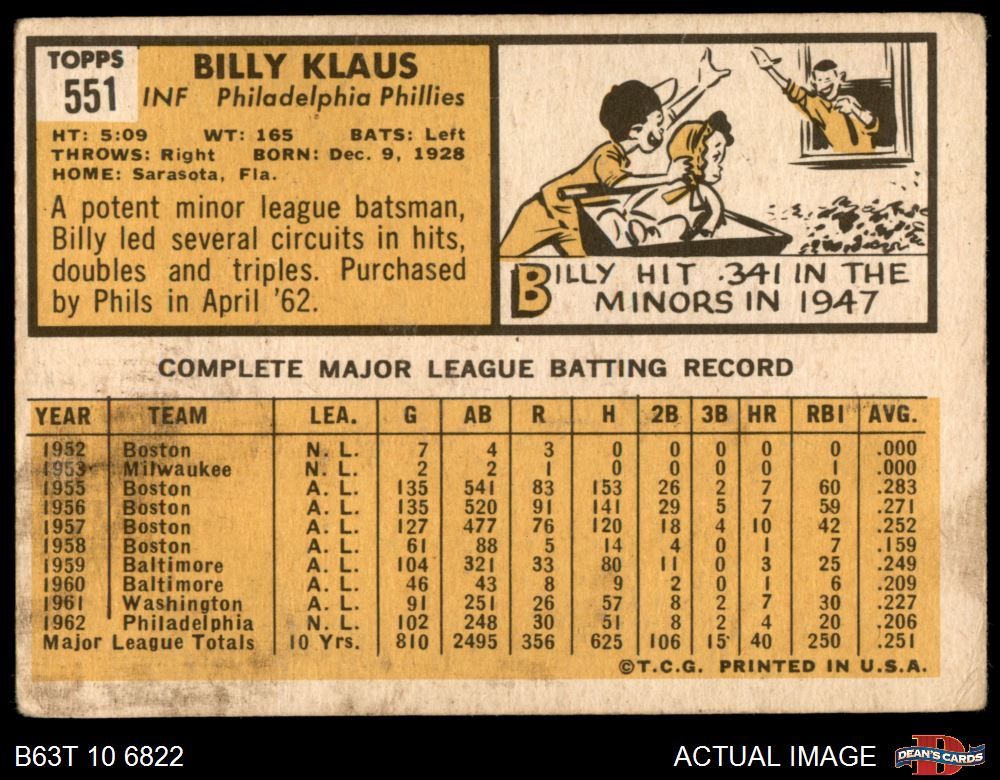 TOPPS
551
BILLY KLAUS
INF Philadelphia Phillies
HT: 5:09 WT: 165 BATS: Left
THROWS: Right BORN: Dec. 9, 1928
HOME: Sarasota, Fla.
A potent minor league batsman,
Billy led several circuits in hits,
doubles and triples. Purchased
by Phils in April '62.
BILLY HIT .341 IN THE
MINORS IN 1947
COMPLETE MAJOR LEAGUE BATTING RECORD
YEAR TEAM LEA. G AB R H 2B 3B HR RBI AVG.
1952 Boston N. L. 7 4 3 0 0 0 0 0 .000
1953 Milwaukee N. L. 2 2 1 0 0 0 0 1 .000
1955 Boston A. L. 135 541 83 153 26 2 7 60 .283
1956 Boston A. L. 135 520 91 141 29 5 7 59 .271
1957 Boston A. L. 127 477 76 120 18 4 10 42 .252
1958 Boston A. L. 61 88 5 14 4 0 1 7 .159
1959 Baltimore A. L. 104 321 33 80 11 0 3 25 .249
1960 Baltimore A. L. 46 43 8 9 2 0 1 6 .209
1961 Washington A. L. 91 251 26 57 8 2 7 30 .227
1962 Philadelphia N. L. 102 248 30 51 8 2 4 20 .206
Major League Totals 10 Yrs. 810 2495 356 625 106 15 40 250 .251
©T.C.G. PRINTED IN U.S.A.
B63T 10 6822
ACTUAL IMAGE
D
DEAN'S CARDS